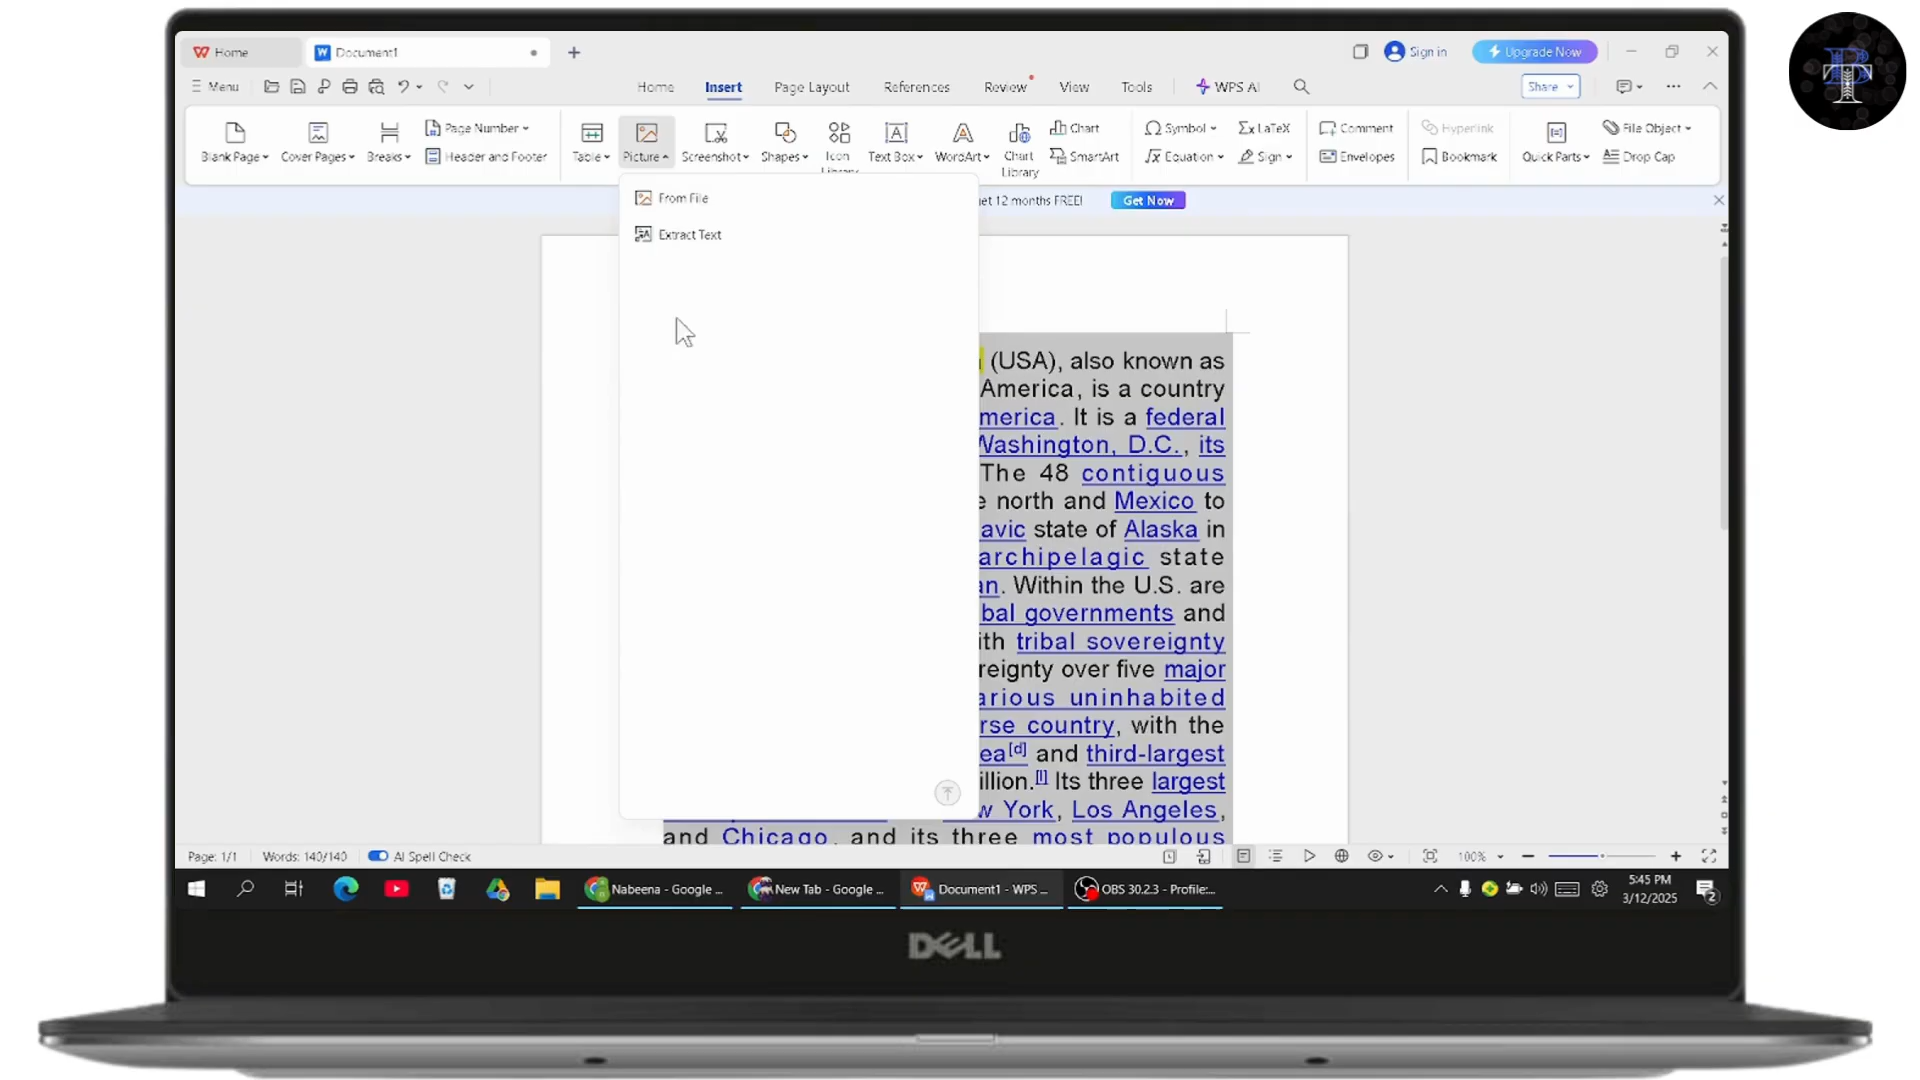 Home
Document1
Sign in
Upgrade Now
Menu
Home
Insert
Page Layout
References
Review
View
Tools
WPS AI
Share
Blank Page
Cover Pages
Breaks
Page Number
Header and Footer
Table
Picture
Screenshot
Shapes
Icon
Text Box
WordArt
Chart
Library
Chart
SmartArt
Symbol
LaTeX
Equation
Sign
Comment
Envelopes
Hyperlink
Bookmark
Quick Parts
File Object
Drop Cap
From File
Extract Text
et 12 months FREE!
Get Now
(USA), also known as
America, is a country
merica. It is a federal
Washington, D.C., its
The 48 contiguous
e north and Mexico to
avic state of Alaska in
archipelagic state
an. Within the U.S. are
bal governments and
ith tribal sovereignty
reignty over five major
arious uninhabited
rse country, with the
ea[d] and third-largest
illion.[l] Its three largest
w York, Los Angeles,
and Chicago, and its three most populous
Page: 1/1
Words: 140/140
AI Spell Check
100%
Nabeena - Google ...
New Tab - Google ...
Document1 - WPS ...
OBS 30.2.3 - Profile:...
5:45 PM
3/12/2025
2
DELL